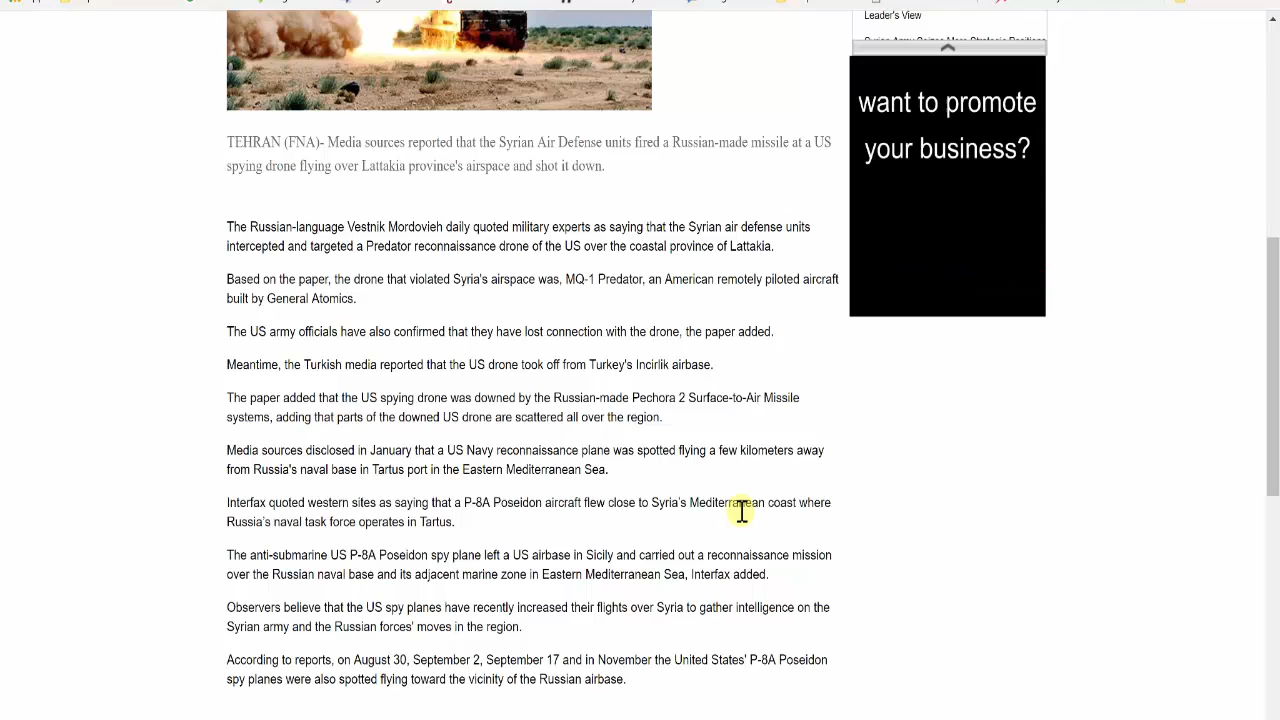 Leader's View
want to promote
your business?
TEHRAN (FNA)- Media sources reported that the Syrian Air Defense units fired a Russian-made missile at a US
spying drone flying over Lattakia province's airspace and shot it down.
The Russian-language Vestnik Mordovieh daily quoted military experts as saying that the Syrian air defense units
intercepted and targeted a Predator reconnaissance drone of the US over the coastal province of Lattakia.
Based on the paper, the drone that violated Syria's airspace was, MQ-1 Predator, an American remotely piloted aircraft
built by General Atomics.
The US army officials have also confirmed that they have lost connection with the drone, the paper added.
Meantime, the Turkish media reported that the US drone took off from Turkey's Incirlik airbase.
The paper added that the US spying drone was downed by the Russian-made Pechora 2 Surface-to-Air Missile
systems, adding that parts of the downed US drone are scattered all over the region.
Media sources disclosed in January that a US Navy reconnaissance plane was spotted flying a few kilometers away
from Russia's naval base in Tartus port in the Eastern Mediterranean Sea.
Interfax quoted western sites as saying that a P-8A Poseidon aircraft flew close to Syria's Mediterranean coast where
Russia's naval task force operates in Tartus.
The anti-submarine US P-8A Poseidon spy plane left a US airbase in Sicily and carried out a reconnaissance mission
over the Russian naval base and its adjacent marine zone in Eastern Mediterranean Sea, Interfax added.
Observers believe that the US spy planes have recently increased their flights over Syria to gather intelligence on the
Syrian army and the Russian forces' moves in the region.
According to reports, on August 30, September 2, September 17 and in November the United States' P-8A Poseidon
spy planes were also spotted flying toward the vicinity of the Russian airbase.